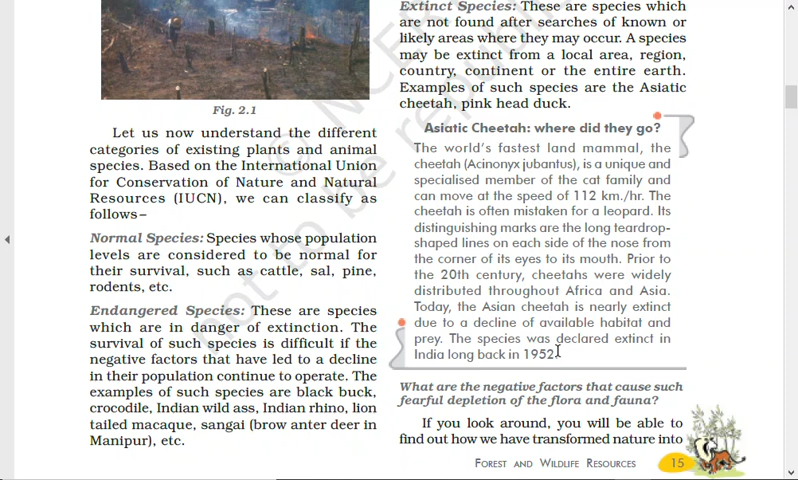 Fig. 2.1
Let us now understand the different
categories of existing plants and animal
species. Based on the International Union
for Conservation of Nature and Natural
Resources (IUCN), we can classify as
follows–
Normal Species: Species whose population
levels are considered to be normal for
their survival, such as cattle, sal, pine,
rodents, etc.
Endangered Species: These are species
which are in danger of extinction. The
survival of such species is difficult if the
negative factors that have led to a decline
in their population continue to operate. The
examples of such species are black buck,
crocodile, Indian wild ass, Indian rhino, lion
tailed macaque, sangai (brow anter deer in
Manipur), etc.
Extinct Species: These are species which
are not found after searches of known or
likely areas where they may occur. A species
may be extinct from a local area, region,
country, continent or the entire earth.
Examples of such species are the Asiatic
cheetah, pink head duck.
Asiatic Cheetah: where did they go?
The world's fastest land mammal, the
cheetah (Acinonyx jubantus), is a unique and
specialised member of the cat family and
can move at the speed of 112 km./hr. The
cheetah is often mistaken for a leopard. Its
distinguishing marks are the long teardrop-
shaped lines on each side of the nose from
the corner of its eyes to its mouth. Prior to
the 20th century, cheetahs were widely
distributed throughout Africa and Asia.
Today, the Asian cheetah is nearly extinct
due to a decline of available habitat and
prey. The species was declared extinct in
India long back in 1952.
What are the negative factors that cause such
fearful depletion of the flora and fauna?
If you look around, you will be able to
find out how we have transformed nature into
FOREST AND WILDLIFE RESOURCES 15
© NCER
not to be republ